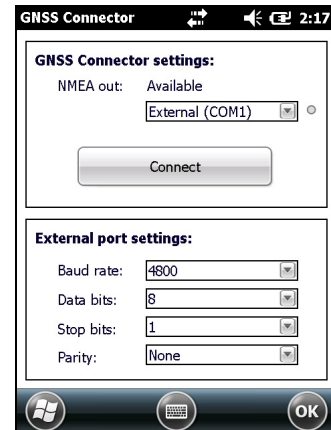 GNSS Connector 2:17
GNSS Connector settings:
NMEA out: Available
External (COM1)
Connect
External port settings:
Baud rate: 4800
Data bits: 8
Stop bits: 1
Parity: None
OK